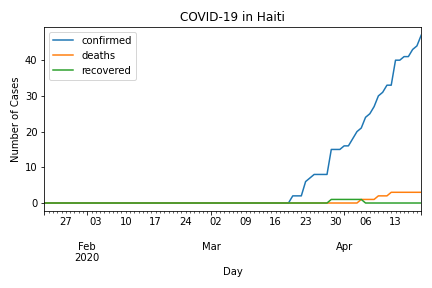 COVID-19 in Haiti
confirmed
deaths
recovered
Number of Cases
40
30
20
10
0
27 03 10 17 24 02 09 16 23 30 06 13
Feb Mar Apr
2020
Day